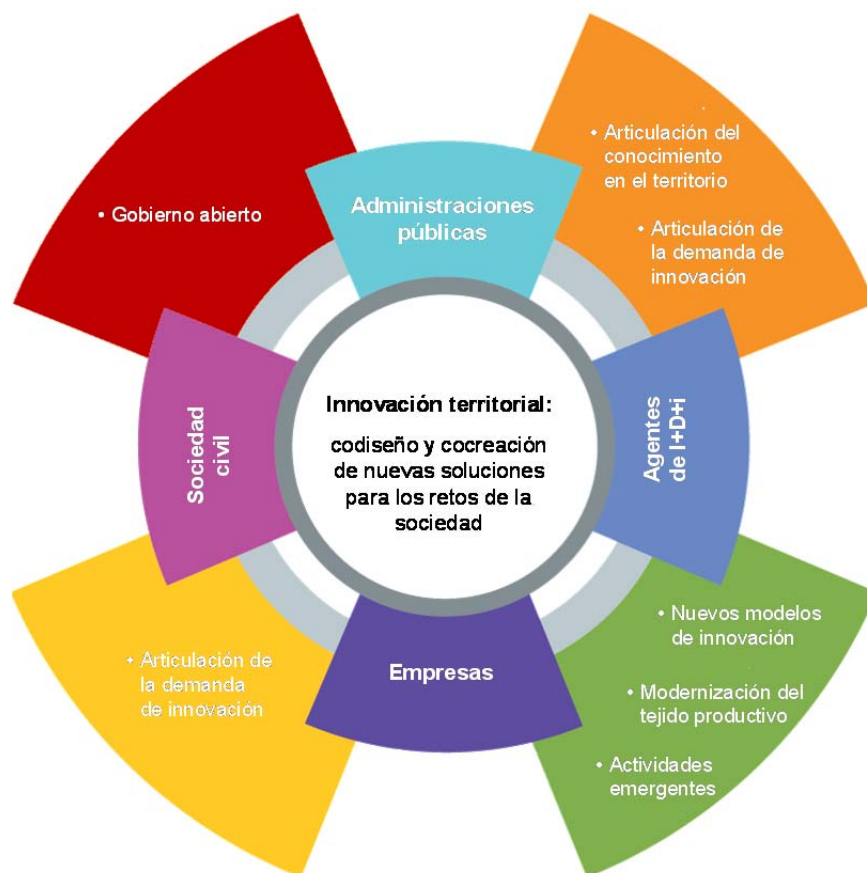 • Gobierno abierto
Administraciones
públicas
• Articulación del
conocimiento
en el territorio
• Articulación de
la demanda de
innovación
Sociedad
civil
Innovación territorial:
codiseño y cocreación
de nuevas soluciones
para los retos de la
sociedad
Agentes
de I+D+i
• Articulación de
la demanda
de innovación
Empresas
• Nuevos modelos
de innovación
• Modernización del
tejido productivo
• Actividades
emergentes